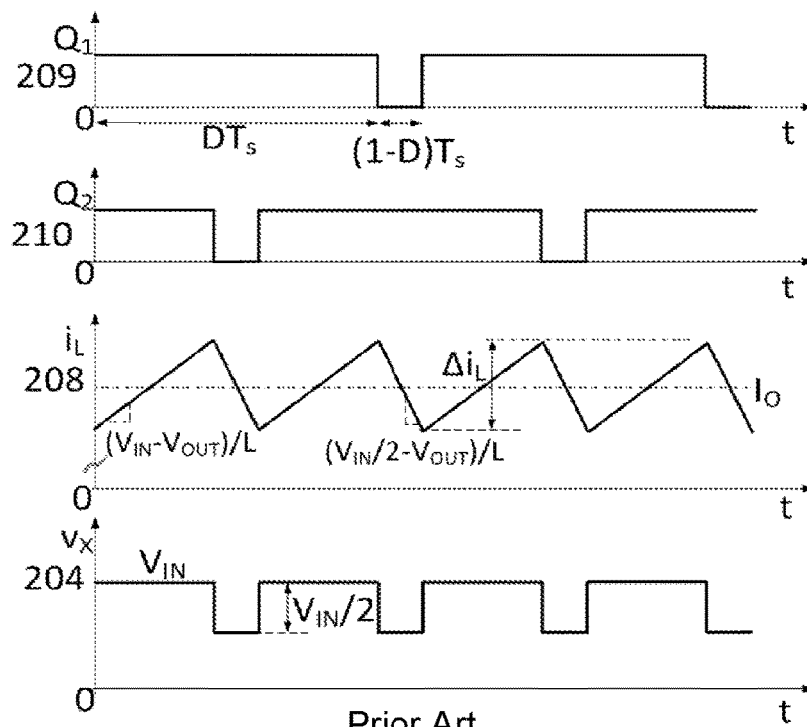 Q1
209
0
DTs
(1-D)Ts
t
Q2
210
0
t
iL
208
ΔiL
IO
(VIN-VOUT)/L
(VIN/2-VOUT)/L
0
t
vX
204
VIN
VIN/2
0
t
Prior Art